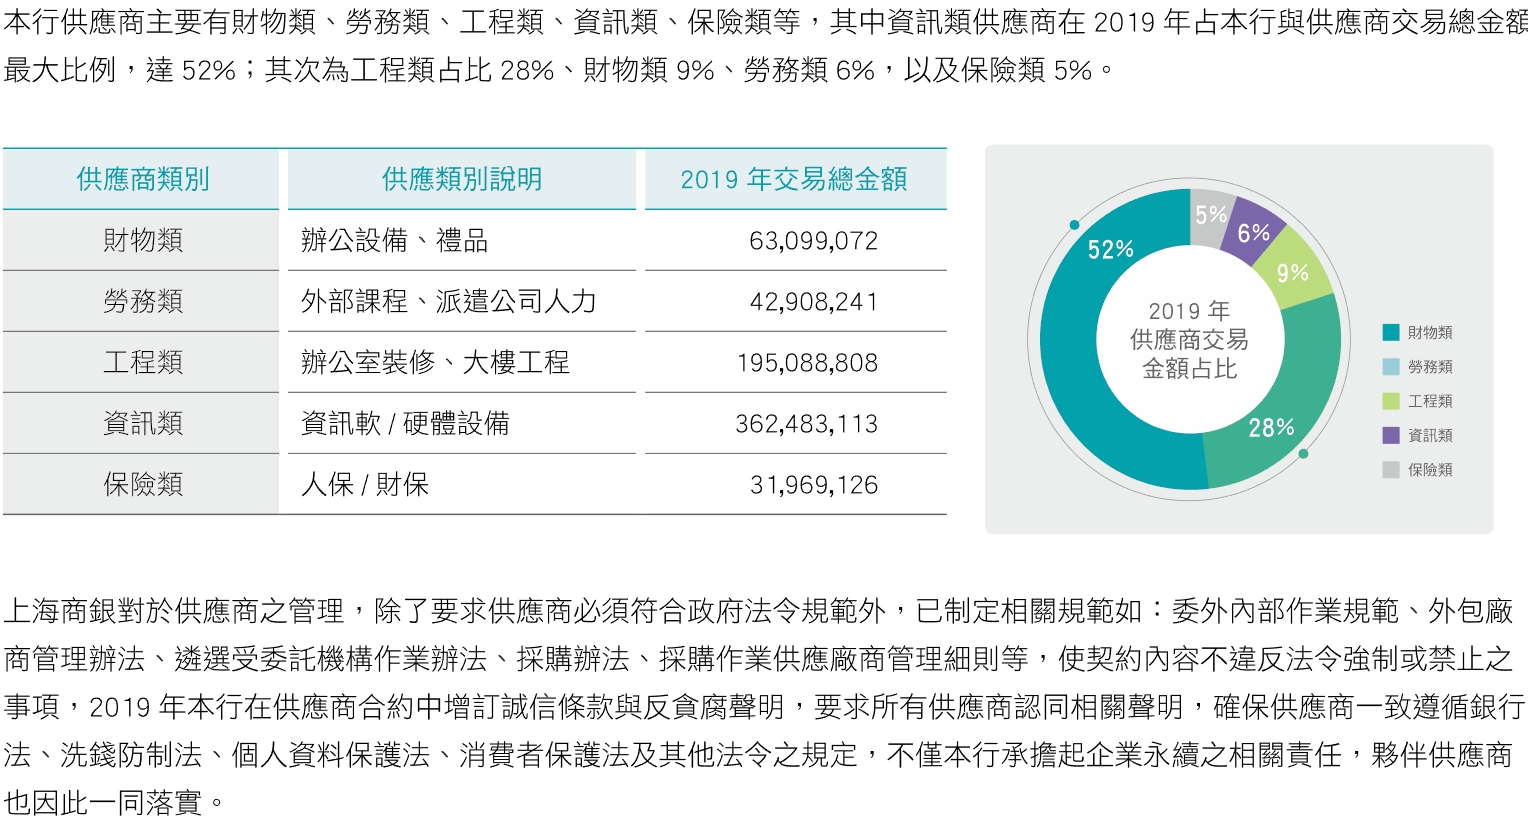 本行供應商主要有財物類、勞務類、工程類、資訊類、保險類等，其中資訊類供應商在 2019 年占本行與供應商交易總金額
最大比例，達 52%；其次為工程類占比 28%、財物類 9%、勞務類 6%，以及保險類 5%。
供應商類別 供應類別說明 2019 年交易總金額
財物類 辦公設備、禮品 63,099,072
勞務類 外部課程、派遣公司人力 42,908,241
工程類 辦公室裝修、大樓工程 195,088,808
資訊類 資訊軟 / 硬體設備 362,483,113
保險類 人保 / 財保 31,969,126
5%
6%
52%
9%
2019 年
供應商交易
金額占比
28%
財物類
勞務類
工程類
資訊類
保險類
上海商銀對於供應商之管理，除了要求供應商必須符合政府法令規範外，已制定相關規範如：委外內部作業規範、外包廠
商管理辦法、遴選受委託機構作業辦法、採購辦法、採購作業供應廠商管理細則等，使契約內容不違反法令強制或禁止之
事項，2019 年本行在供應商合約中增訂誠信條款與反貪腐聲明，要求所有供應商認同相關聲明，確保供應商一致遵循銀行
法、洗錢防制法、個人資料保護法、消費者保護法及其他法令之規定，不僅本行承擔起企業永續之相關責任，夥伴供應商
也因此一同落實。